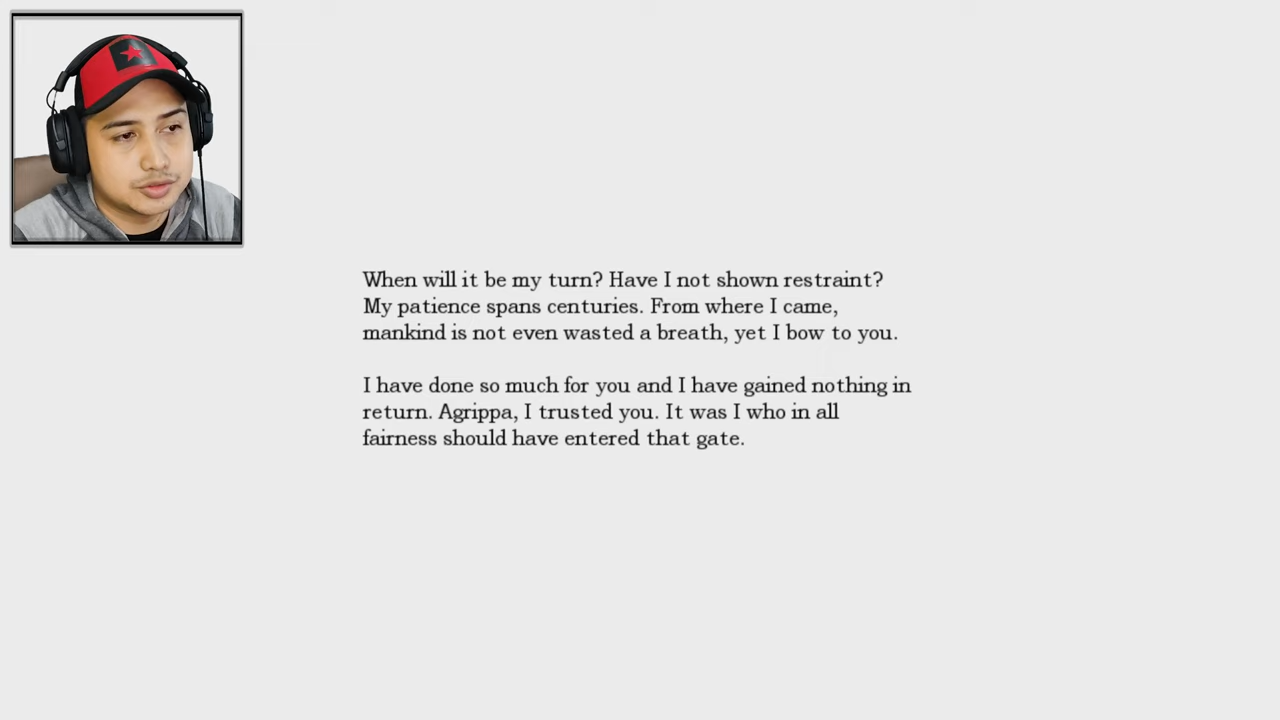 When will it be my turn? Have I not shown restraint?
My patience spans centuries. From where I came,
mankind is not even wasted a breath, yet I bow to you.
I have done so much for you and I have gained nothing in
return. Agrippa, I trusted you. It was I who in all
fairness should have entered that gate.